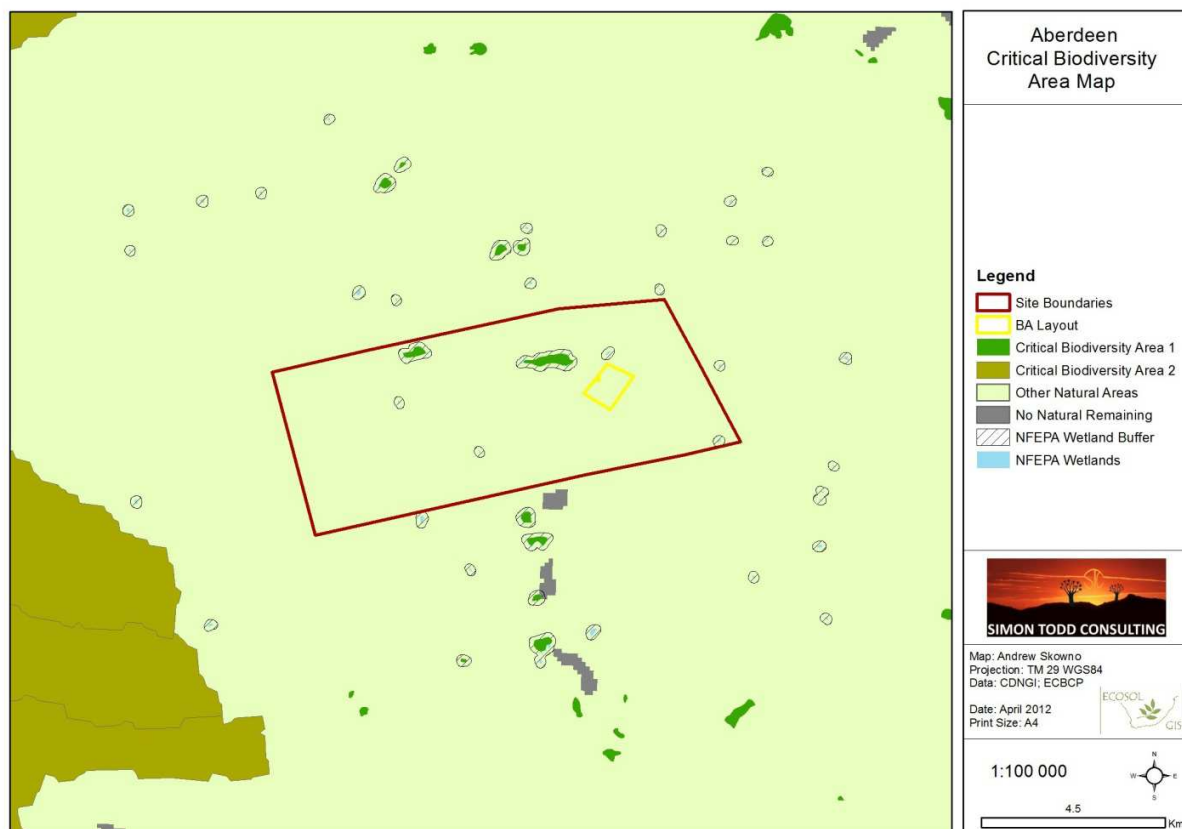 Aberdeen
Critical Biodiversity
Area Map
Legend
Site Boundaries
BA Layout
Critical Biodiversity Area 1
Critical Biodiversity Area 2
Other Natural Areas
No Natural Remaining
NFEPA Wetland Buffer
NFEPA Wetlands
SIMON TODD CONSULTING
Map: Andrew Skowno
Projection: TM 29 WGS84
Data: CDNGI; ECBCP
Date: April 2012
Print Size: A4
ECOSOL
GIS
1:100 000
N
W
E
S
4.5
Km